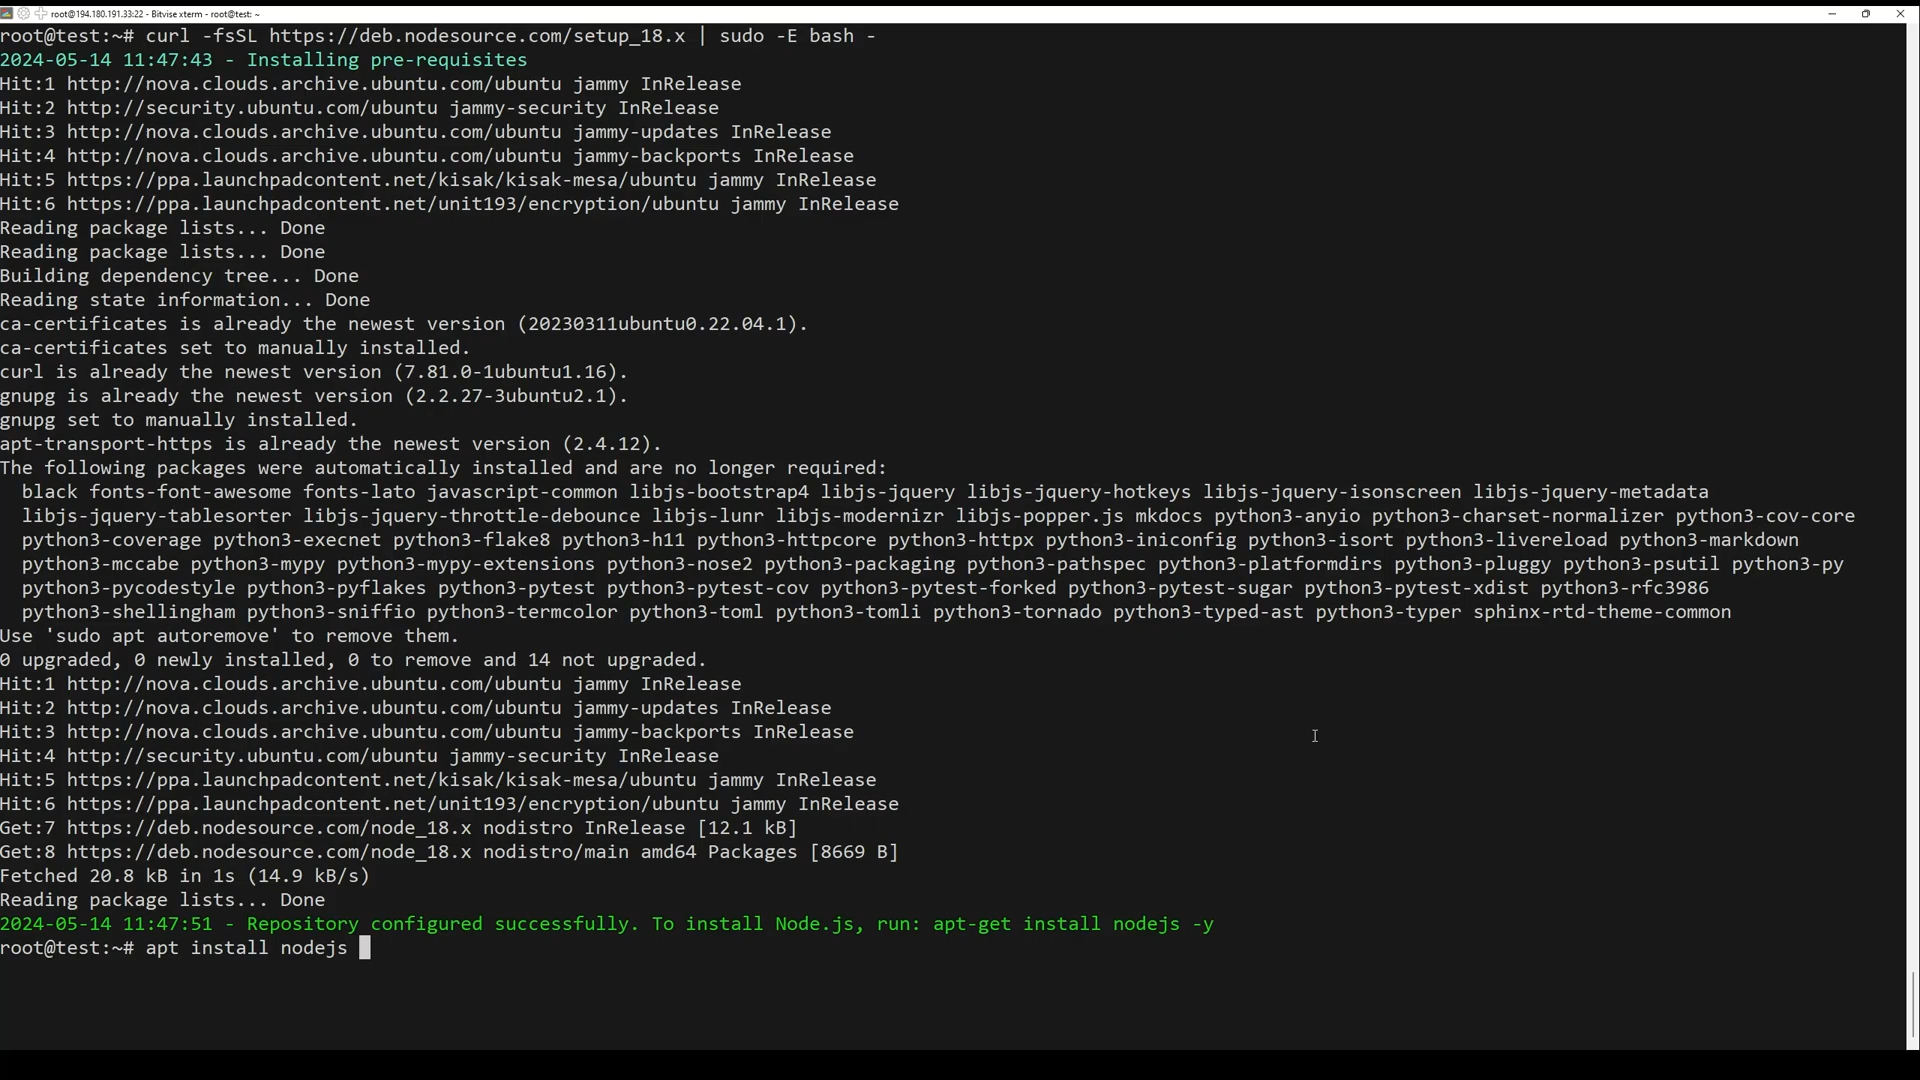 root@194.180.191.33:22 - Bitvise xterm - root@test: ~
root@test:~# curl -fsSL https://deb.nodesource.com/setup_18.x | sudo -E bash -
2024-05-14 11:47:43 - Installing pre-requisites
Hit:1 http://nova.clouds.archive.ubuntu.com/ubuntu jammy InRelease
Hit:2 http://security.ubuntu.com/ubuntu jammy-security InRelease
Hit:3 http://nova.clouds.archive.ubuntu.com/ubuntu jammy-updates InRelease
Hit:4 http://nova.clouds.archive.ubuntu.com/ubuntu jammy-backports InRelease
Hit:5 https://ppa.launchpadcontent.net/kisak/kisak-mesa/ubuntu jammy InRelease
Hit:6 https://ppa.launchpadcontent.net/unit193/encryption/ubuntu jammy InRelease
Reading package lists... Done
Reading package lists... Done
Building dependency tree... Done
Reading state information... Done
ca-certificates is already the newest version (20230311ubuntu0.22.04.1).
ca-certificates set to manually installed.
curl is already the newest version (7.81.0-1ubuntu1.16).
gnupg is already the newest version (2.2.27-3ubuntu2.1).
gnupg set to manually installed.
apt-transport-https is already the newest version (2.4.12).
The following packages were automatically installed and are no longer required:
  black fonts-font-awesome fonts-lato javascript-common libjs-bootstrap4 libjs-jquery libjs-jquery-hotkeys libjs-jquery-isonscreen libjs-jquery-metadata
  libjs-jquery-tablesorter libjs-jquery-throttle-debounce libjs-lunr libjs-modernizr libjs-popper.js mkdocs python3-anyio python3-charset-normalizer python3-cov-core
  python3-coverage python3-execnet python3-flake8 python3-h11 python3-httpcore python3-httpx python3-iniconfig python3-isort python3-livereload python3-markdown
  python3-mccabe python3-mypy python3-mypy-extensions python3-nose2 python3-packaging python3-pathspec python3-platformdirs python3-pluggy python3-psutil python3-py
  python3-pycodestyle python3-pyflakes python3-pytest python3-pytest-cov python3-pytest-forked python3-pytest-sugar python3-pytest-xdist python3-rfc3986
  python3-shellingham python3-sniffio python3-termcolor python3-toml python3-tomli python3-tornado python3-typed-ast python3-typer sphinx-rtd-theme-common
Use 'sudo apt autoremove' to remove them.
0 upgraded, 0 newly installed, 0 to remove and 14 not upgraded.
Hit:1 http://nova.clouds.archive.ubuntu.com/ubuntu jammy InRelease
Hit:2 http://nova.clouds.archive.ubuntu.com/ubuntu jammy-updates InRelease
Hit:3 http://nova.clouds.archive.ubuntu.com/ubuntu jammy-backports InRelease
Hit:4 http://security.ubuntu.com/ubuntu jammy-security InRelease
Hit:5 https://ppa.launchpadcontent.net/kisak/kisak-mesa/ubuntu jammy InRelease
Hit:6 https://ppa.launchpadcontent.net/unit193/encryption/ubuntu jammy InRelease
Get:7 https://deb.nodesource.com/node_18.x nodistro InRelease [12.1 kB]
Get:8 https://deb.nodesource.com/node_18.x nodistro/main amd64 Packages [8669 B]
Fetched 20.8 kB in 1s (14.9 kB/s)
Reading package lists... Done
2024-05-14 11:47:51 - Repository configured successfully. To install Node.js, run: apt-get install nodejs -y
root@test:~# apt install nodejs